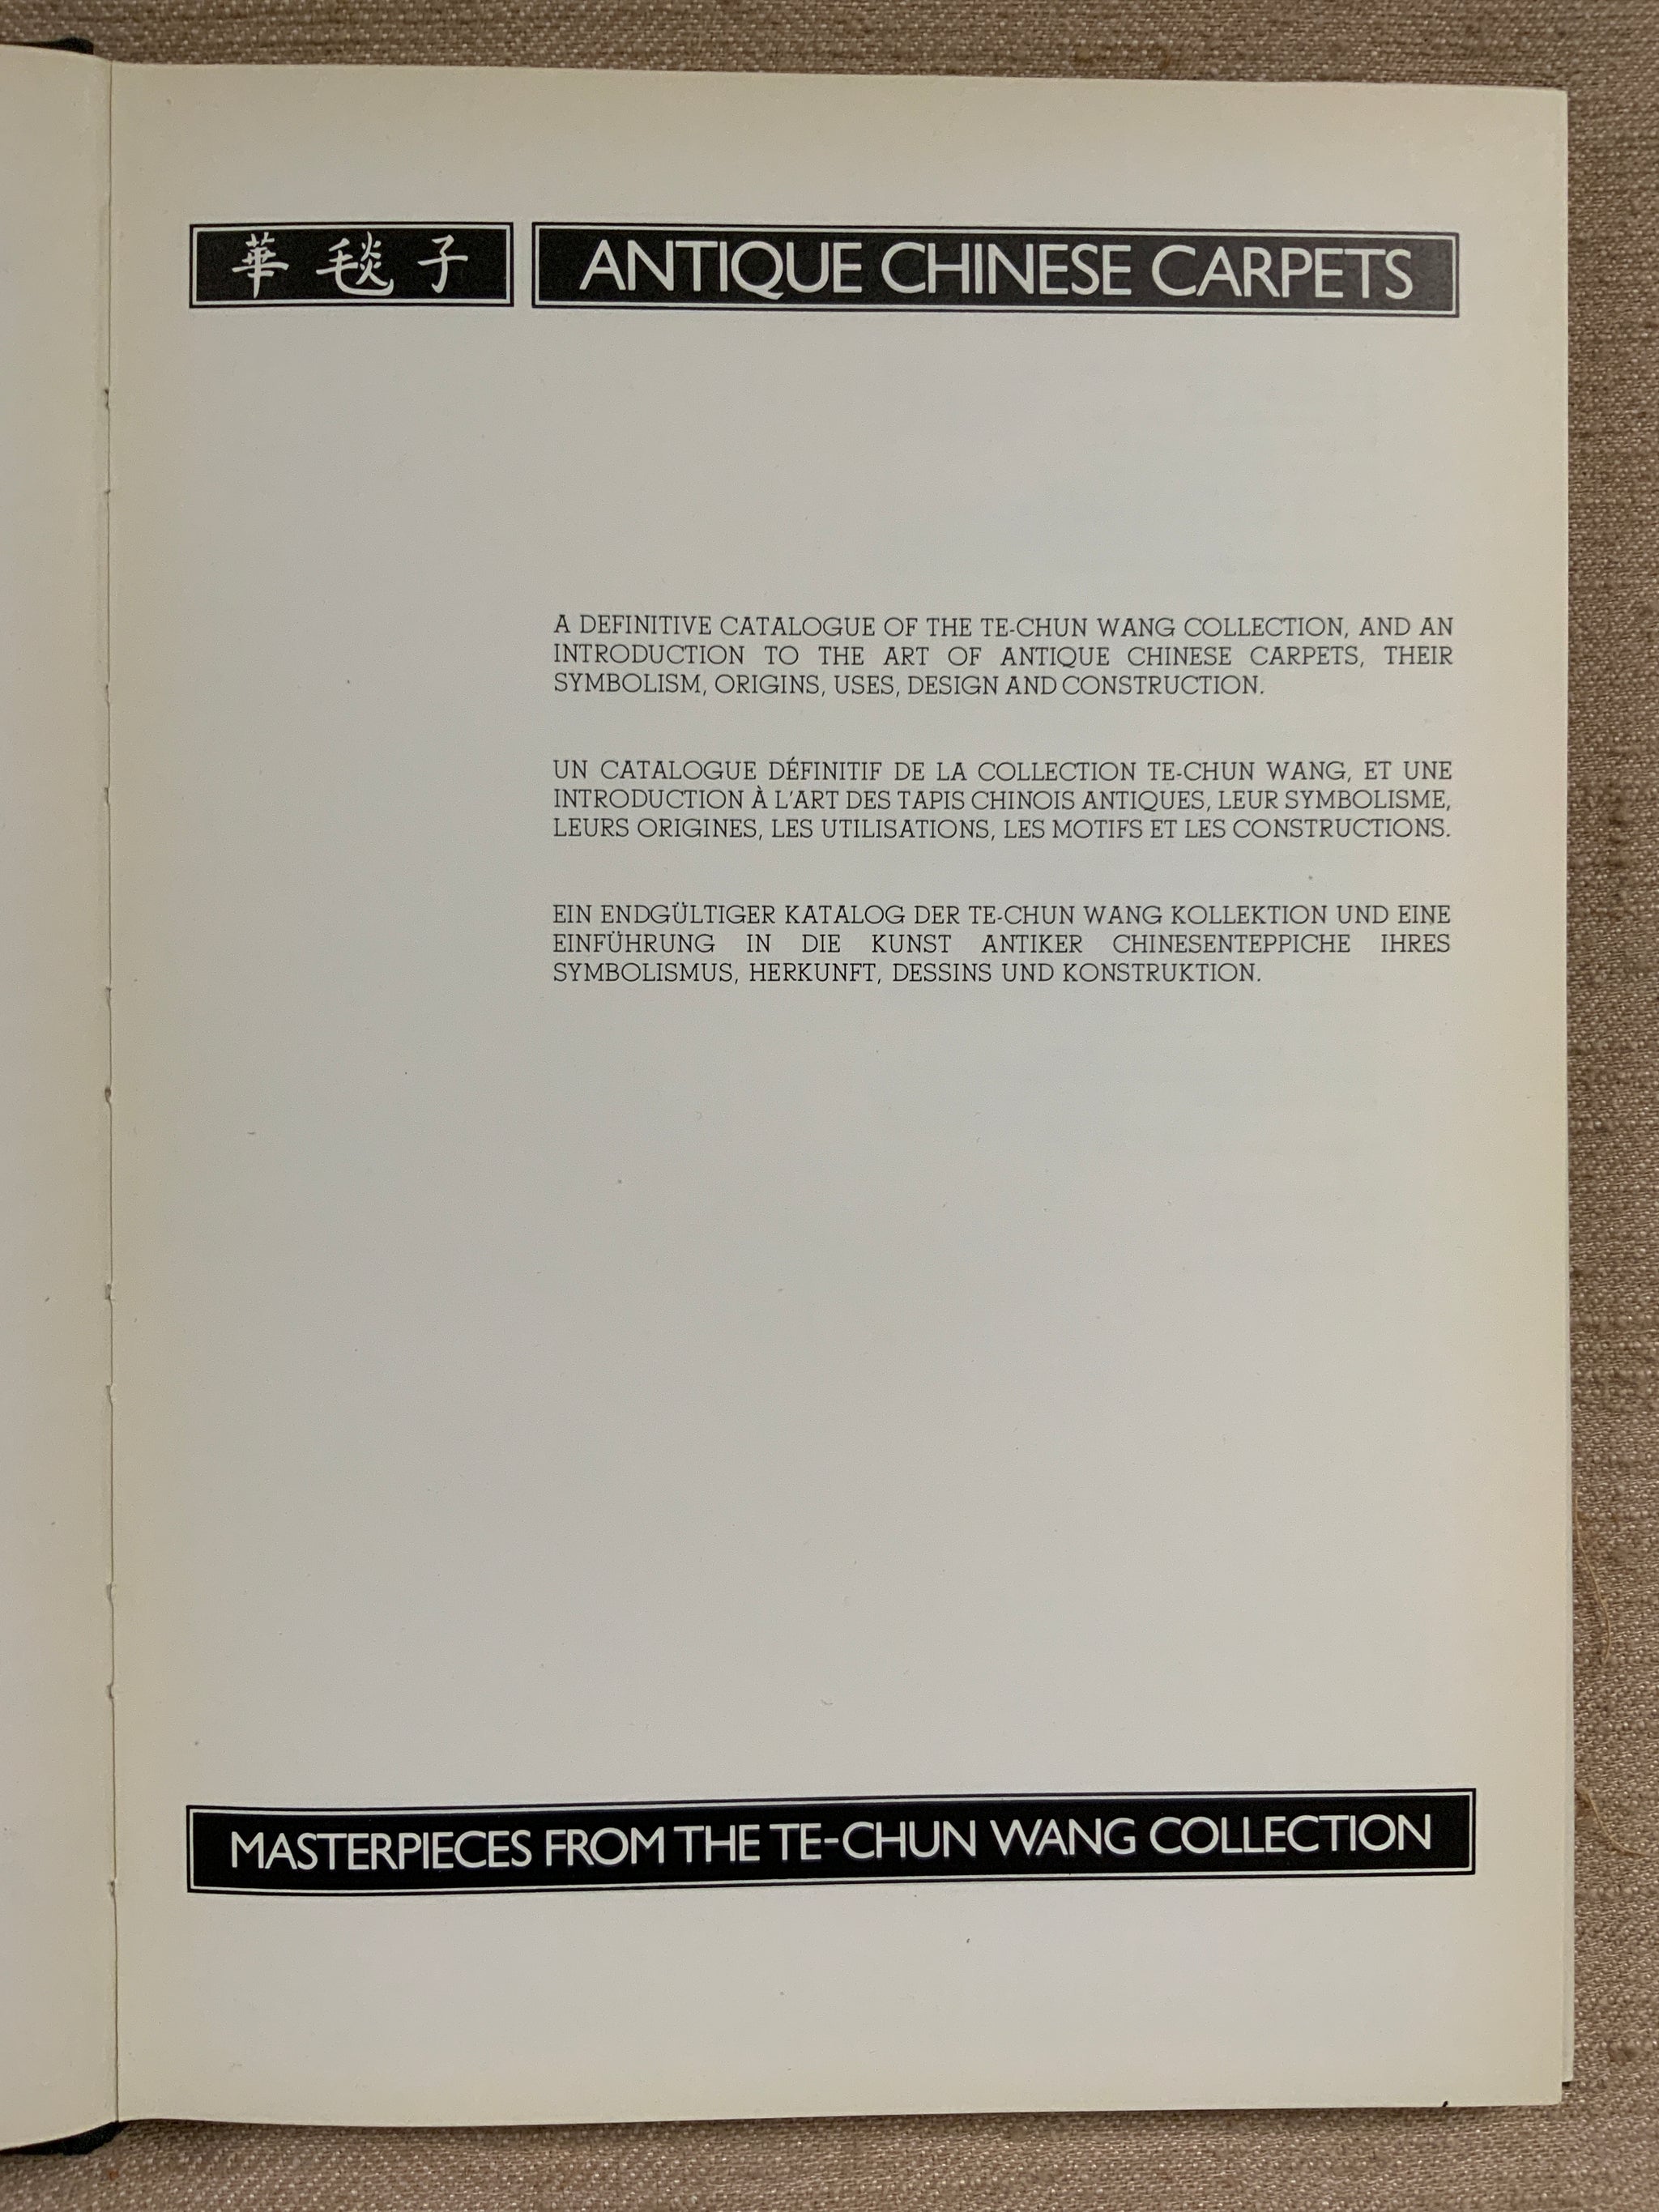 華毯子
ANTIQUE CHINESE CARPETS
A DEFINITIVE CATALOGUE OF THE TE-CHUN WANG COLLECTION, AND AN
INTRODUCTION TO THE ART OF ANTIQUE CHINESE CARPETS, THEIR
SYMBOLISM, ORIGINS, USES, DESIGN AND CONSTRUCTION.
UN CATALOGUE DÉFINITIF DE LA COLLECTION TE-CHUN WANG, ET UNE
INTRODUCTION À L'ART DES TAPIS CHINOIS ANTIQUES, LEUR SYMBOLISME,
LEURS ORIGINES, LES UTILISATIONS, LES MOTIFS ET LES CONSTRUCTIONS.
EIN ENDGÜLTIGER KATALOG DER TE-CHUN WANG KOLLEKTION UND EINE
EINFÜHRUNG IN DIE KUNST ANTIKER CHINESENTEPPICHE IHRES
SYMBOLISMUS, HERKUNFT, DESSINS UND KONSTRUKTION.
MASTERPIECES FROM THE TE-CHUN WANG COLLECTION